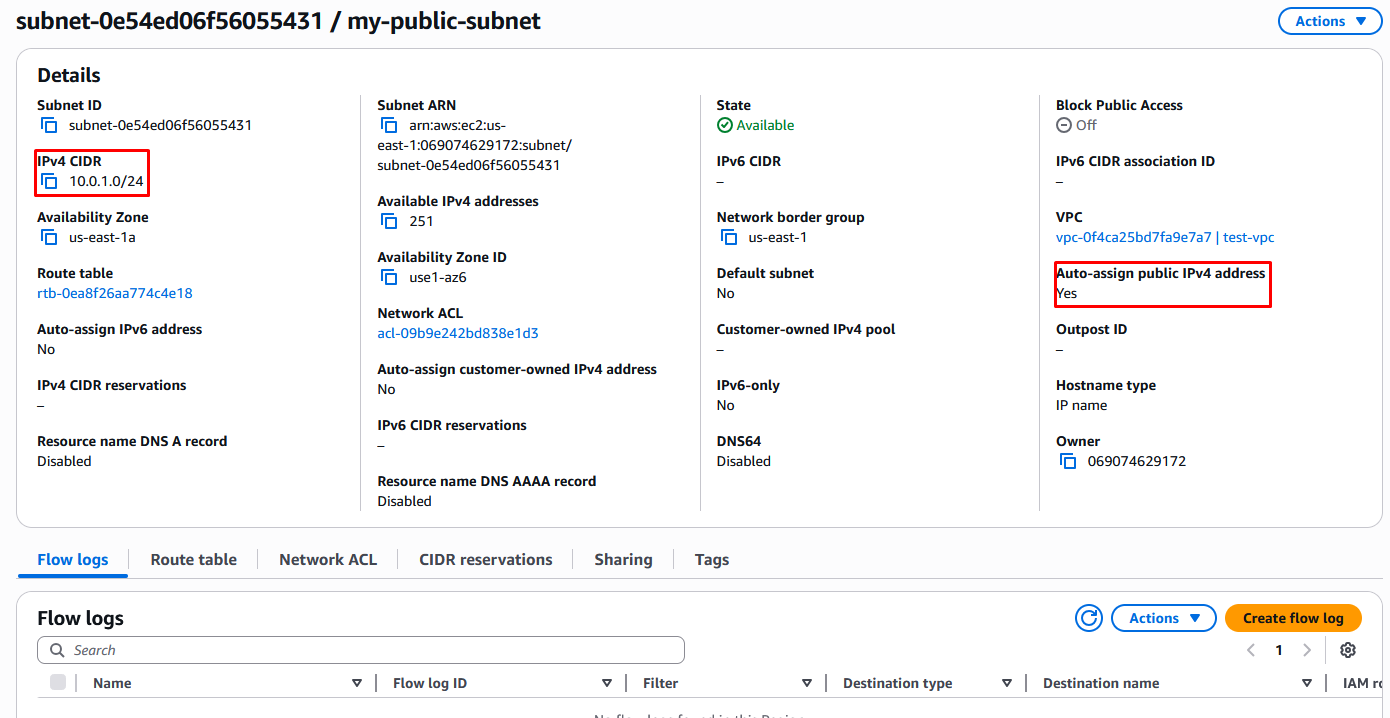 subnet-0e54ed06f56055431 / my-public-subnet
Actions
Details
Subnet ID
subnet-0e54ed06f56055431
IPv4 CIDR
10.0.1.0/24
Availability Zone
us-east-1a
Route table
rtb-0ea8f26aa774c4e18
Auto-assign IPv6 address
No
IPv4 CIDR reservations
–
Resource name DNS A record
Disabled
Subnet ARN
arn:aws:ec2:us-
east-1:069074629172:subnet/
subnet-0e54ed06f56055431
Available IPv4 addresses
251
Availability Zone ID
use1-az6
Network ACL
acl-09b9e242bd838e1d3
Auto-assign customer-owned IPv4 address
No
IPv6 CIDR reservations
–
Resource name DNS AAAA record
Disabled
State
Available
IPv6 CIDR
–
Network border group
us-east-1
Default subnet
No
Customer-owned IPv4 pool
–
IPv6-only
No
DNS64
Disabled
Block Public Access
Off
IPv6 CIDR association ID
–
VPC
vpc-0f4ca25bd7fa9e7a7 | test-vpc
Auto-assign public IPv4 address
Yes
Outpost ID
–
Hostname type
IP name
Owner
069074629172
Flow logs
Route table
Network ACL
CIDR reservations
Sharing
Tags
Flow logs
Actions
Create flow log
Search
1
Name
Flow log ID
Filter
Destination type
Destination name
IAM